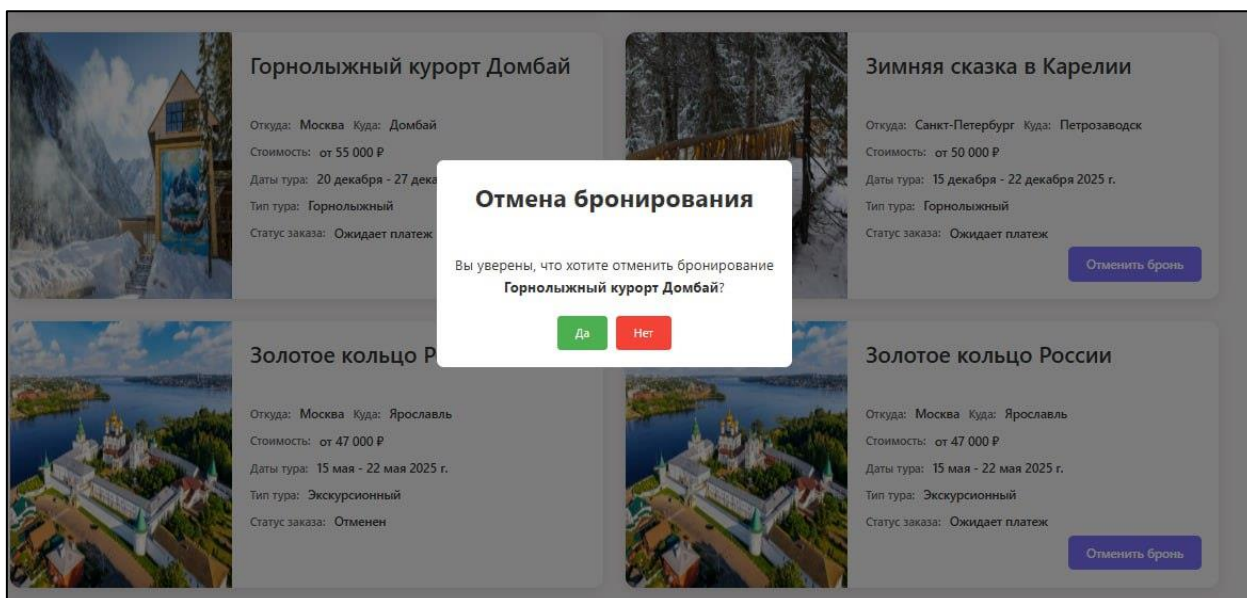 Горнолыжный курорт Домбай
Откуда: Москва Куда: Домбай
Стоимость: от 55 000 ₽
Даты тура: 20 декабря - 27 дека
Тип тура: Горнолыжный
Статус заказа: Ожидает платеж
Зимняя сказка в Карелии
Откуда: Санкт-Петербург Куда: Петрозаводск
Стоимость: от 50 000 ₽
Даты тура: 15 декабря - 22 декабря 2025 г.
Тип тура: Горнолыжный
Статус заказа: Ожидает платеж
Отменить бронь
Отмена бронирования
Вы уверены, что хотите отменить бронирование
Горнолыжный курорт Домбай?
Да Нет
Золотое кольцо Р
Откуда: Москва Куда: Ярославль
Стоимость: от 47 000 ₽
Даты тура: 15 мая - 22 мая 2025 г.
Тип тура: Экскурсионный
Статус заказа: Отменен
Золотое кольцо России
Откуда: Москва Куда: Ярославль
Стоимость: от 47 000 ₽
Даты тура: 15 мая - 22 мая 2025 г.
Тип тура: Экскурсионный
Статус заказа: Ожидает платеж
Отменить бронь